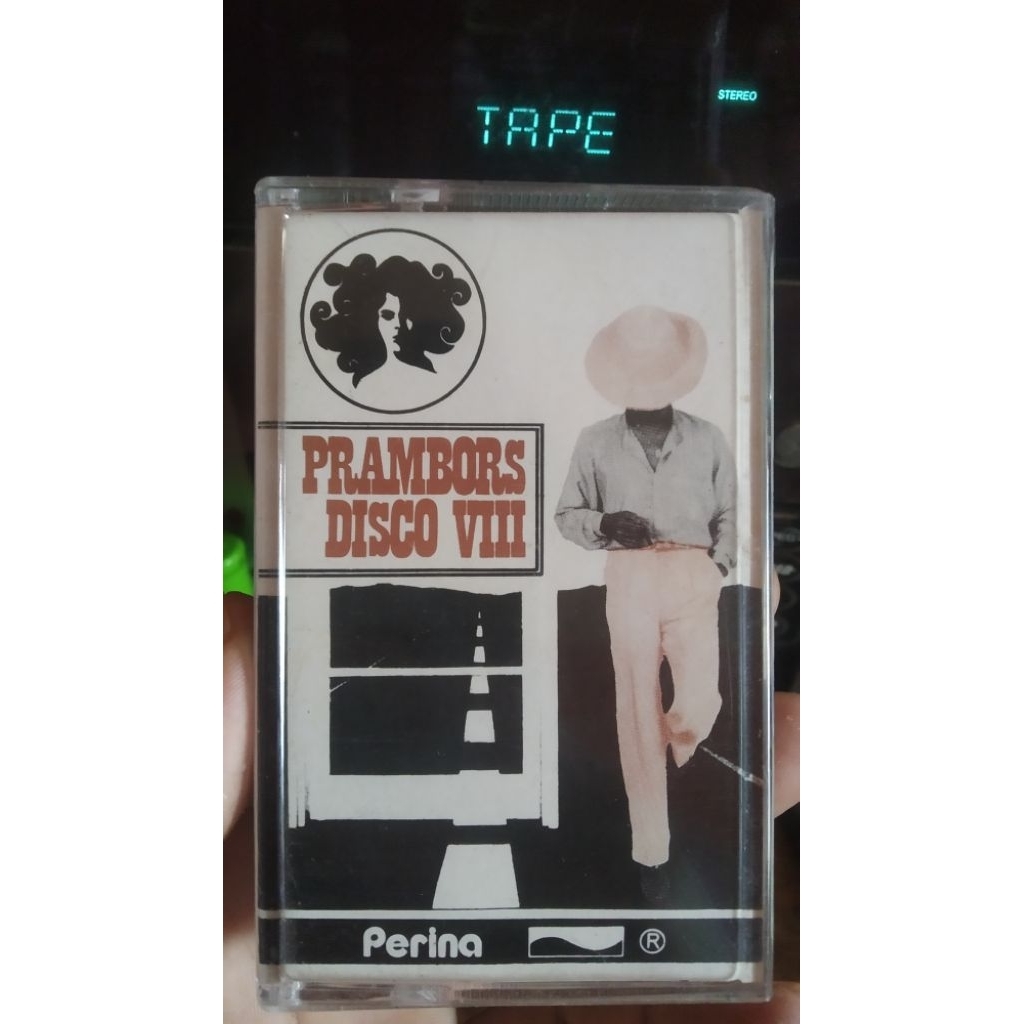 STEREO
TAPE
PRAMBORS
DISCO VIII
Perina ®